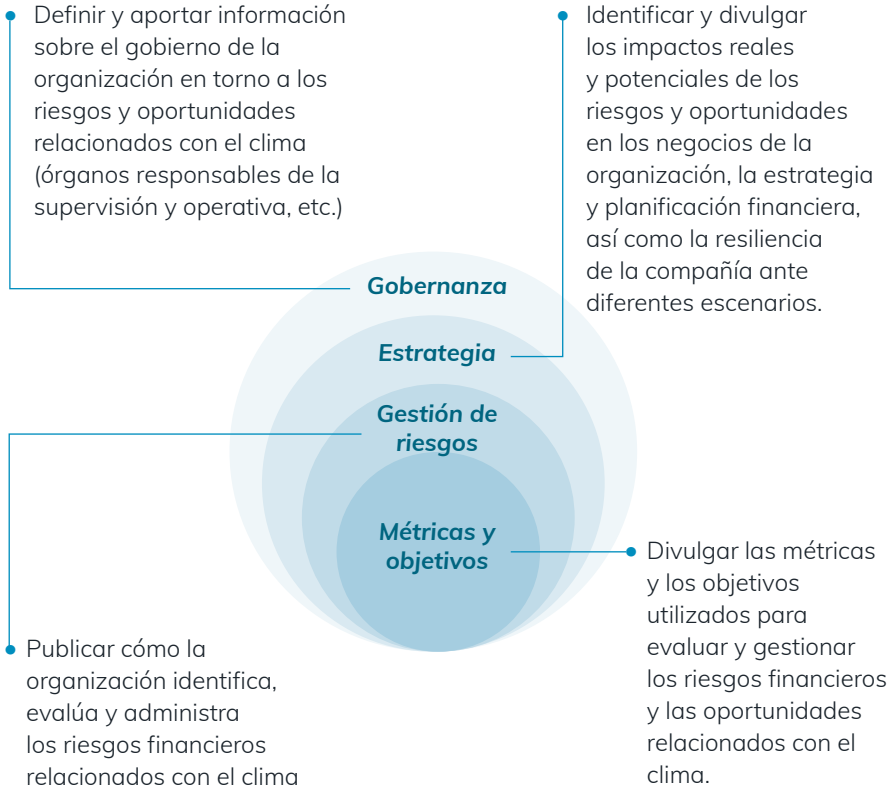 Definir y aportar información
sobre el gobierno de la
organización en torno a los
riesgos y oportunidades
relacionados con el clima
(órganos responsables de la
supervisión y operativa, etc.)
Identificar y divulgar
los impactos reales
y potenciales de los
riesgos y oportunidades
en los negocios de la
organización, la estrategia
y planificación financiera,
así como la resiliencia
de la compañía ante
diferentes escenarios.
Gobernanza
Estrategia
Gestión de
riesgos
Métricas y
objetivos
Publicar cómo la
organización identifica,
evalúa y administra
los riesgos financieros
relacionados con el clima
Divulgar las métricas
y los objetivos
utilizados para
evaluar y gestionar
los riesgos financieros
y las oportunidades
relacionados con el
clima.